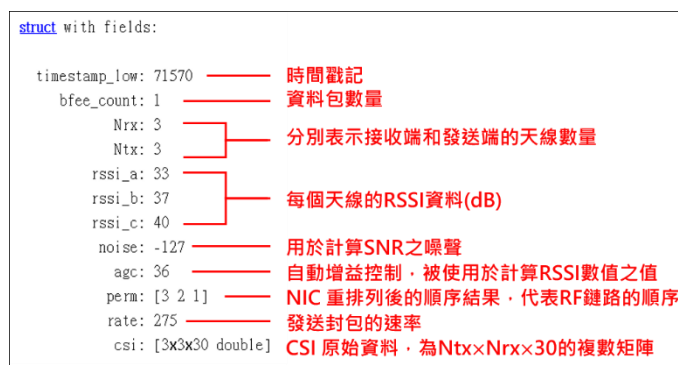 struct with fields:
timestamp_low: 71570 時間戳記
bfee_count: 1 資料包數量
Nrx: 3
分別表示接收端和發送端的天線數量
Ntx: 3
rssi_a: 33
rssi_b: 37 每個天線的RSSI資料(dB)
rssi_c: 40
noise: -127 用於計算SNR之噪聲
agc: 36 自動增益控制，被使用於計算RSSI數值之值
perm: [3 2 1] NIC 重排列後的順序結果，代表RF鏈路的順序
rate: 275 發送封包的速率
csi: [3x3x30 double] CSI 原始資料，為Ntx×Nrx×30的複數矩陣